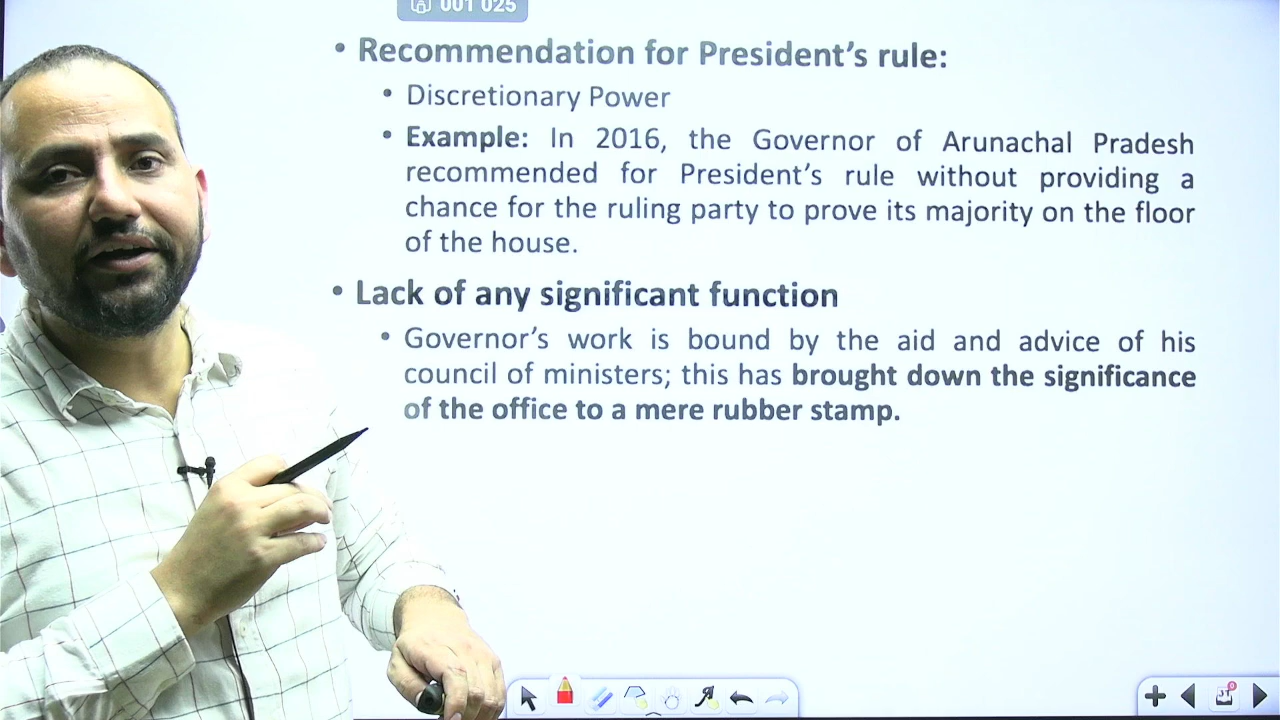 001 025
• Recommendation for President's rule:
• Discretionary Power
• Example: In 2016, the Governor of Arunachal Pradesh
recommended for President's rule without providing a
chance for the ruling party to prove its majority on the floor
of the house.
• Lack of any significant function
• Governor's work is bound by the aid and advice of his
council of ministers; this has brought down the significance
of the office to a mere rubber stamp.